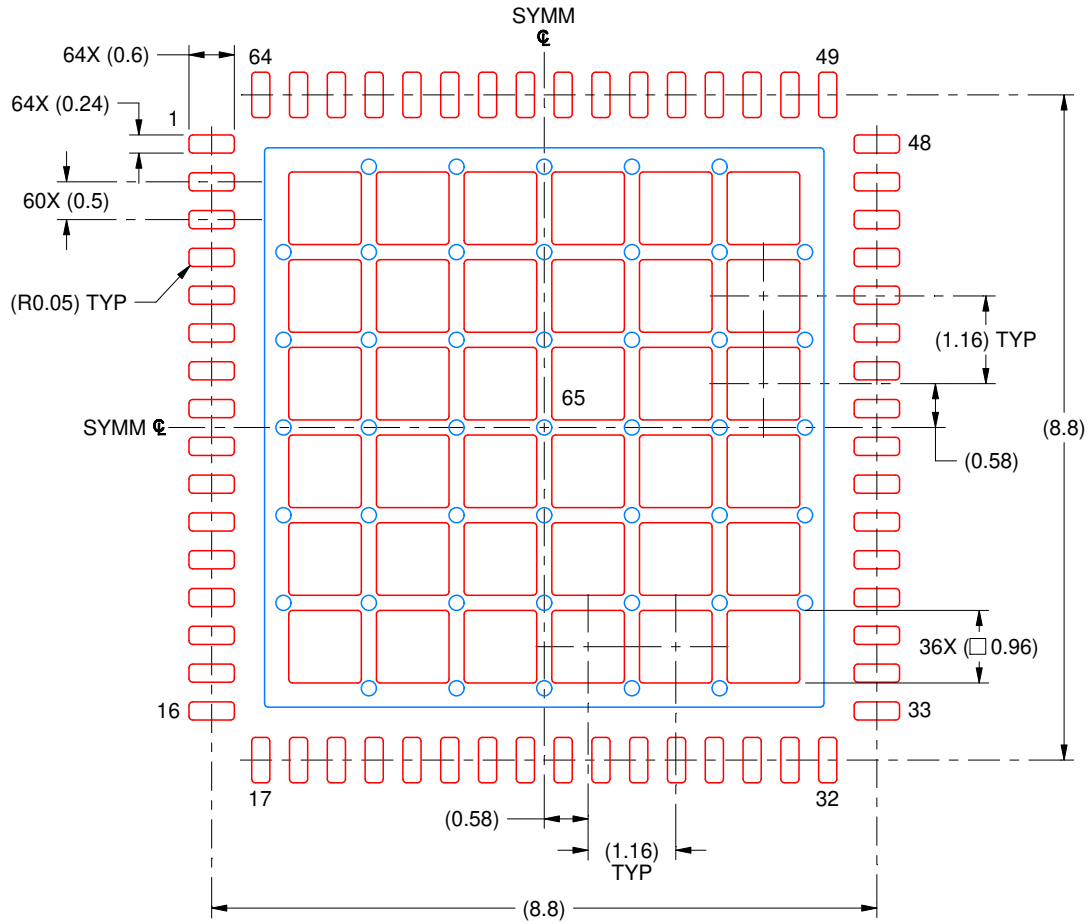 SYMM
℄
64X (0.6)
64
49
64X (0.24)
1
48
60X (0.5)
(R0.05) TYP
(1.16) TYP
65
SYMM ℄
(8.8)
(0.58)
36X (□ 0.96)
16
33
17
32
(0.58)
(1.16)
TYP
(8.8)